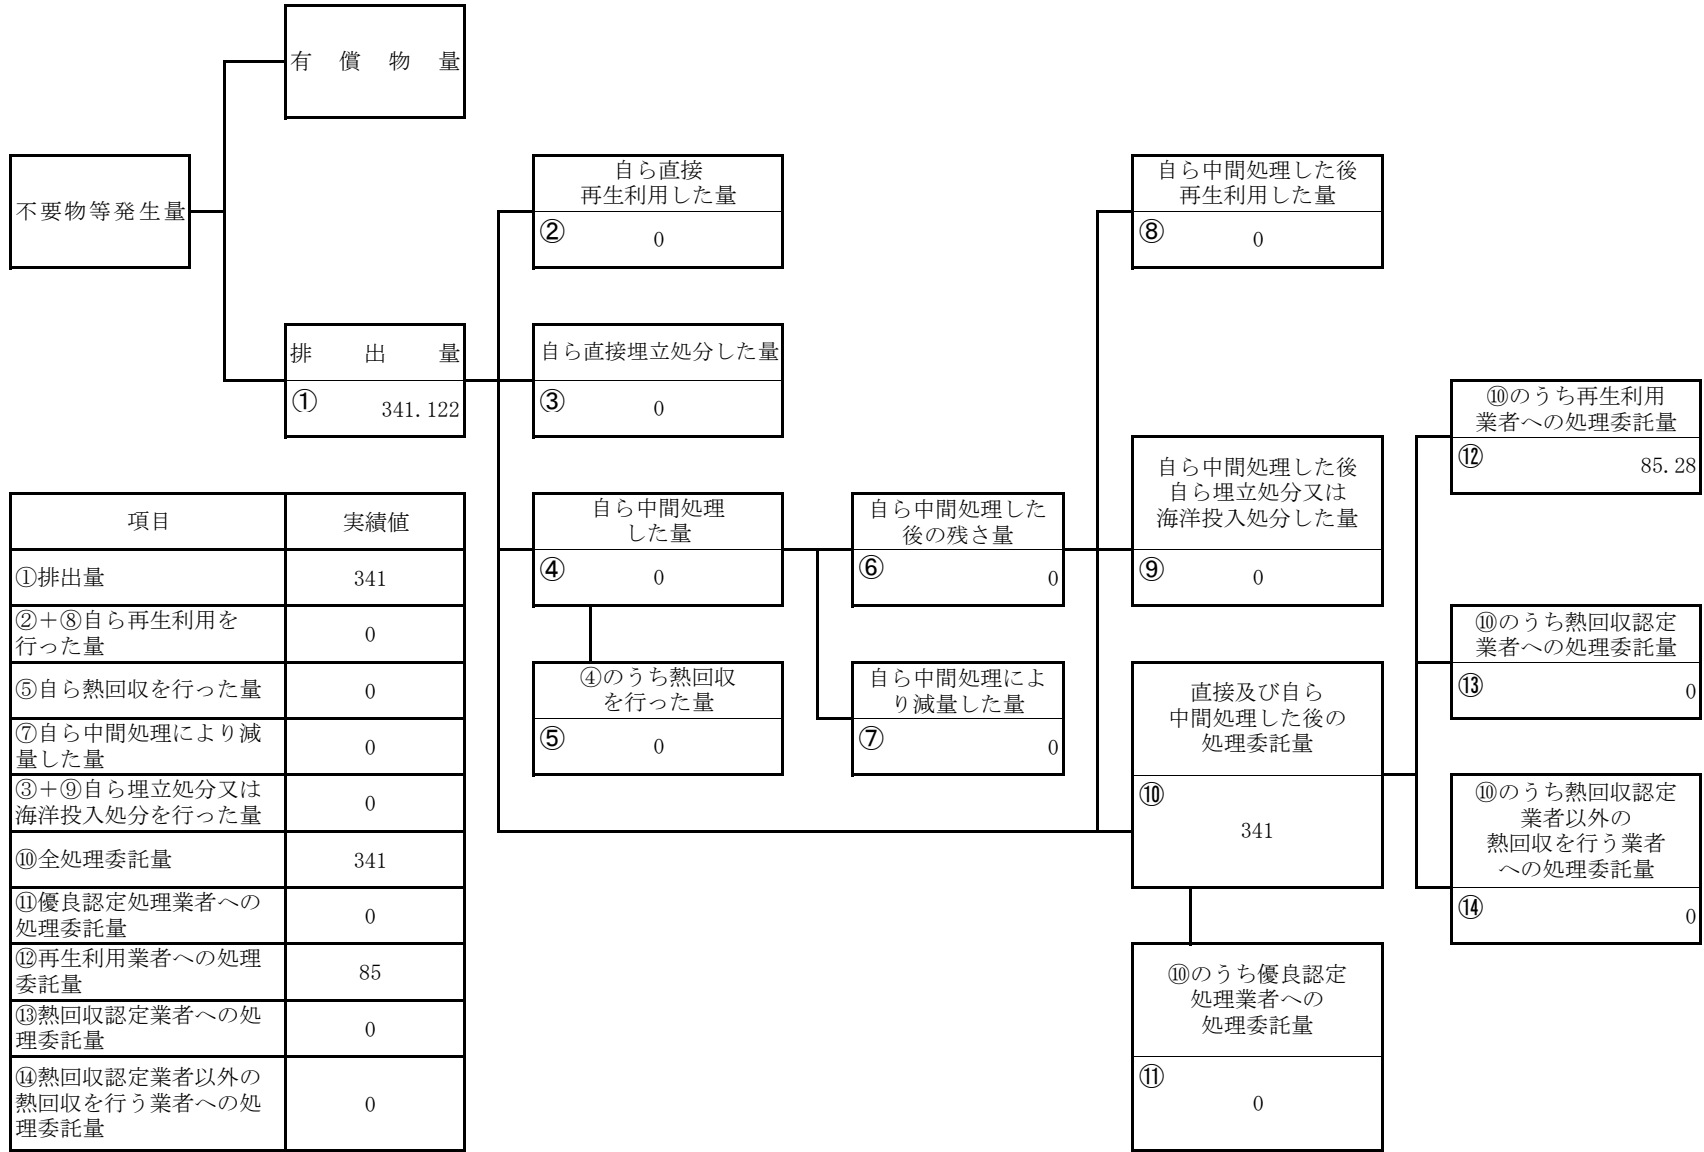 有償物量
不要物等発生量
排出量
① 341.122
自ら直接
再生利用した量
② 0
自ら直接埋立処分した量
③ 0
自ら中間処理
した量
④ 0
④のうち熱回収
を行った量
⑤ 0
自ら中間処理した
後の残さ量
⑥ 0
自ら中間処理によ
り減量した量
⑦ 0
自ら中間処理した後
再生利用した量
⑧ 0
自ら中間処理した後
自ら埋立処分又は
海洋投入処分した量
⑨ 0
直接及び自ら
中間処理した後の
処理委託量
⑩
341
⑩のうち優良認定
処理業者への
処理委託量
⑪
0
⑩のうち再生利用
業者への処理委託量
⑫ 85.28
⑩のうち熱回収認定
業者への処理委託量
⑬ 0
⑩のうち熱回収認定
業者以外の
熱回収を行う業者
への処理委託量
⑭ 0
項目 実績値
①排出量 341
②＋⑧自ら再生利用を
行った量 0
⑤自ら熱回収を行った量 0
⑦自ら中間処理により減
量した量 0
③＋⑨自ら埋立処分又は
海洋投入処分を行った量 0
⑩全処理委託量 341
⑪優良認定処理業者への
処理委託量 0
⑫再生利用業者への処理
委託量 85
⑬熱回収認定業者への処
理委託量 0
⑭熱回収認定業者以外の
熱回収を行う業者への処
理委託量 0